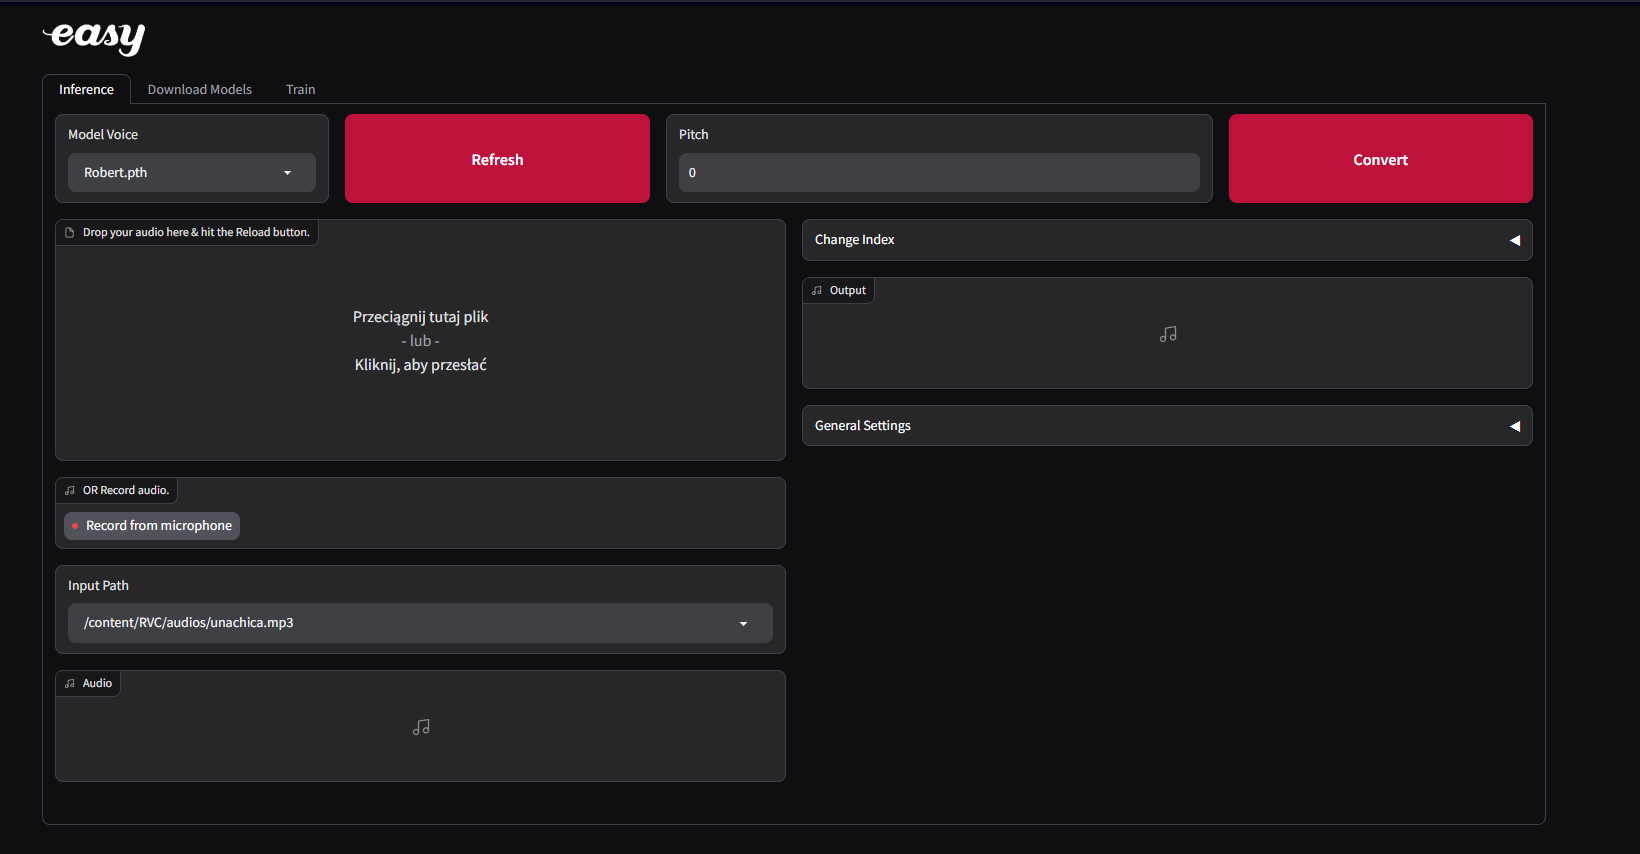 easy
Inference
Download Models
Train
Model Voice
Robert.pth
Refresh
Pitch
0
Convert
Drop your audio here & hit the Reload button.
Przeciągnij tutaj plik
- lub -
Kliknij, aby przesłać
OR Record audio.
Record from microphone
Input Path
/content/RVC/audios/unachica.mp3
Audio
Change Index
Output
General Settings